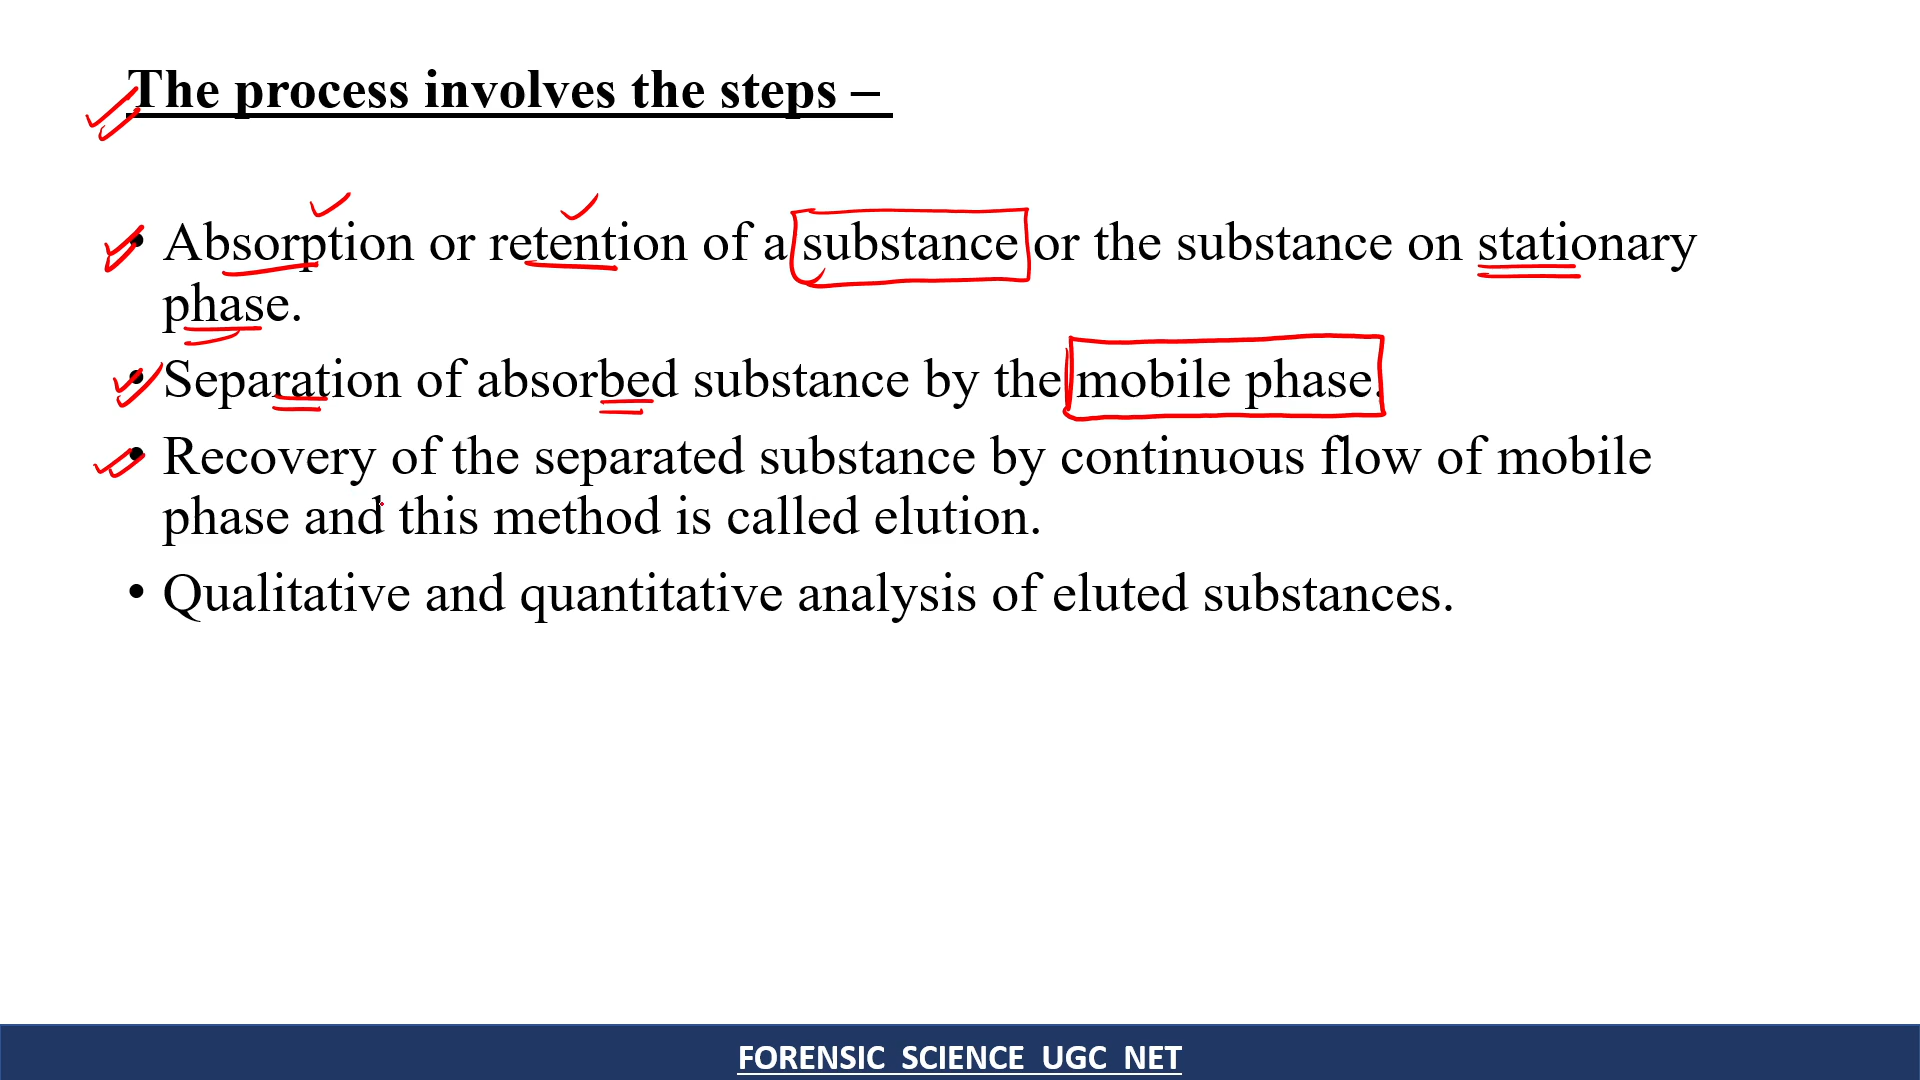 The process involves the steps –
• Absorption or retention of a substance or the substance on stationary
phase.
• Separation of absorbed substance by the mobile phase.
• Recovery of the separated substance by continuous flow of mobile
phase and this method is called elution.
• Qualitative and quantitative analysis of eluted substances.
FORENSIC SCIENCE UGC NET